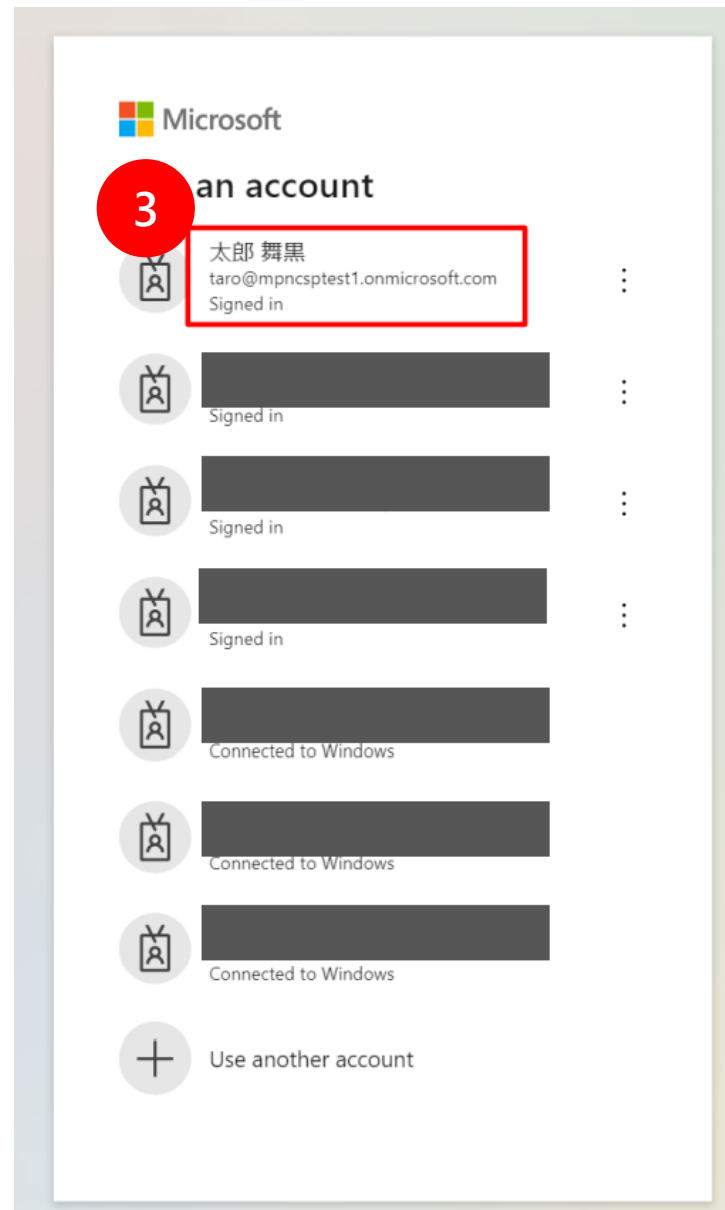 Microsoft
an account
3
太郎 舞黒
taro@mpncsptest1.onmicrosoft.com
Signed in
Signed in
Signed in
Signed in
Connected to Windows
Connected to Windows
Connected to Windows
Use another account